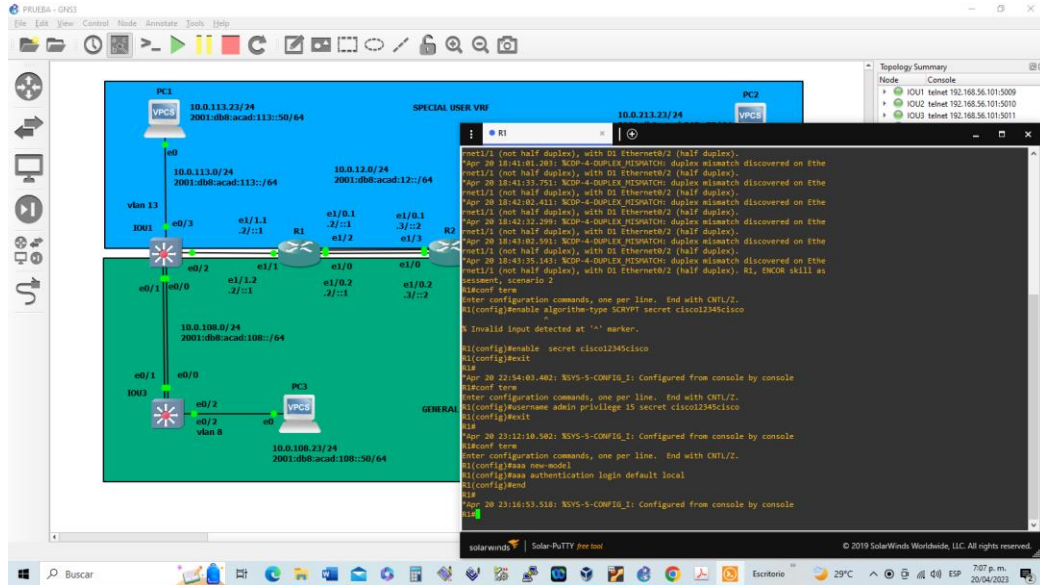 PRUEBA - GNS3
File Edit View Control Node Annotate Tools Help
Topology Summary
Node Console
IOU1 telnet 192.168.56.101:5009
IOU2 telnet 192.168.56.101:5010
IOU3 telnet 192.168.56.101:5011
PC1
VPCS
10.0.113.23/24
2001:db8:acad:113::50/64
SPECIAL USER VRF
10.0.213.23/24
PC2
VPCS
e0
10.0.113.0/24
2001:db8:acad:113::/64
10.0.12.0/24
2001:db8:acad:12::/64
vlan 13
IOU1
e0/3
e1/1.1
.2/::1
R1
e1/0.1
.2/::1
e1/2
e1/0.1
.3/::2
e1/3
R2
e0/2
e1/1
e1/0
e1/0
e0/1
e0/0
e1/1.2
.2/::1
e1/0.2
.2/::1
e1/0.2
.3/::2
10.0.108.0/24
2001:db8:acad:108::/64
e0/1
e0/0
IOU3
e0/2
e0/2
vlan 8
PC3
VPCS
e0
GENERAL
10.0.108.23/24
2001:db8:acad:108::50/64
R1
rnet1/1 (not half duplex), with D1 Ethernet0/2 (half duplex).
*Apr 20 18:41:01.203: %CDP-4-DUPLEX_MISMATCH: duplex mismatch discovered on Ethe
rnet1/1 (not half duplex), with D1 Ethernet0/2 (half duplex).
*Apr 20 18:41:33.751: %CDP-4-DUPLEX_MISMATCH: duplex mismatch discovered on Ethe
rnet1/1 (not half duplex), with D1 Ethernet0/2 (half duplex).
*Apr 20 18:42:02.411: %CDP-4-DUPLEX_MISMATCH: duplex mismatch discovered on Ethe
rnet1/1 (not half duplex), with D1 Ethernet0/2 (half duplex).
*Apr 20 18:42:32.299: %CDP-4-DUPLEX_MISMATCH: duplex mismatch discovered on Ethe
rnet1/1 (not half duplex), with D1 Ethernet0/2 (half duplex).
*Apr 20 18:43:02.591: %CDP-4-DUPLEX_MISMATCH: duplex mismatch discovered on Ethe
rnet1/1 (not half duplex), with D1 Ethernet0/2 (half duplex).
*Apr 20 18:43:35.143: %CDP-4-DUPLEX_MISMATCH: duplex mismatch discovered on Ethe
rnet1/1 (not half duplex), with D1 Ethernet0/2 (half duplex). R1, ENCOR skill as
sessment, scenario 2
R1#conf term
Enter configuration commands, one per line.  End with CNTL/Z.
R1(config)#enable algorithm-type SCRYPT secret cisco12345cisco
^
% Invalid input detected at '^' marker.
R1(config)#enable  secret cisco12345cisco
R1(config)#exit
R1#
*Apr 20 22:54:03.402: %SYS-5-CONFIG_I: Configured from console by console
R1#conf term
Enter configuration commands, one per line.  End with CNTL/Z.
R1(config)#username admin privilege 15 secret cisco12345cisco
R1(config)#exit
R1#
*Apr 20 23:12:10.502: %SYS-5-CONFIG_I: Configured from console by console
R1#conf term
Enter configuration commands, one per line.  End with CNTL/Z.
R1(config)#aaa new-model
R1(config)#aaa authentication login default local
R1(config)#end
R1#
*Apr 20 23:16:53.518: %SYS-5-CONFIG_I: Configured from console by console
R1#
solarwinds Solar-PuTTY free tool © 2019 SolarWinds Worldwide, LLC. All rights reserved.
Buscar Escritorio 29°C ESP 7:07 p. m.
20/04/2023